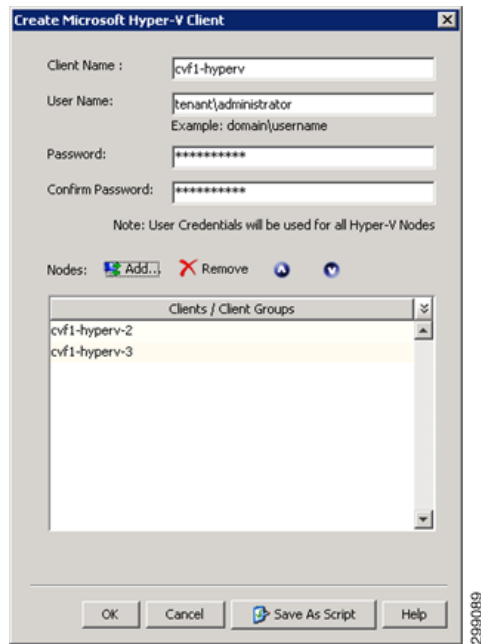 Create Microsoft Hyper-V Client
Client Name : cvf1-hyperv
User Name: tenant\administrator
Example: domain\username
Password: **********
Confirm Password: **********
Note: User Credentials will be used for all Hyper-V Nodes
Nodes: Add... Remove
Clients / Client Groups
cvf1-hyperv-2
cvf1-hyperv-3
OK Cancel Save As Script Help
299089